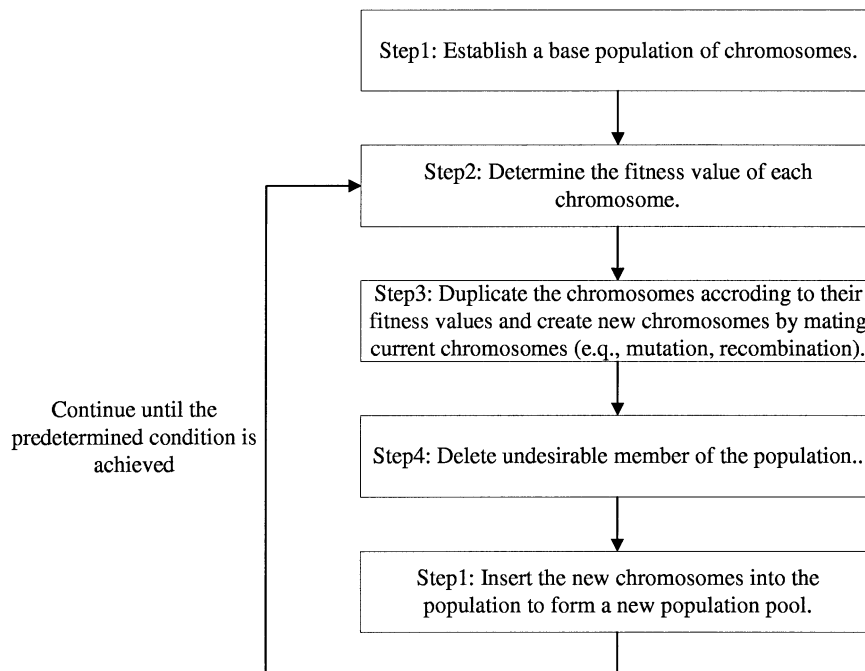 Step1: Establish a base population of chromosomes.
Step2: Determine the fitness value of each
chromosome.
Step3: Duplicate the chromosomes accroding to their
fitness values and create new chromosomes by mating
current chromosomes (e.q., mutation, recombination).
Continue until the
predetermined condition is
achieved
Step4: Delete undesirable member of the population..
Step1: Insert the new chromosomes into the
population to form a new population pool.